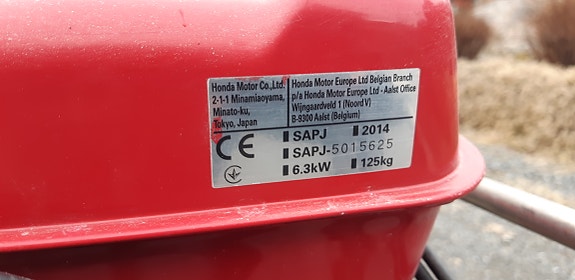 Honda Motor Co.,Ltd.
2-1-1 Minamiaoyama,
Minato-ku,
Tokyo, Japan
Honda Motor Europe Ltd Belgian Branch
p/a Honda Motor Europe Ltd - Aalst Office
Wijngaardveld 1 (Noord V)
B-9300 Aalst (Belgium)
CE
SAPJ 2014
SAPJ-5015625
6.3kW 125kg